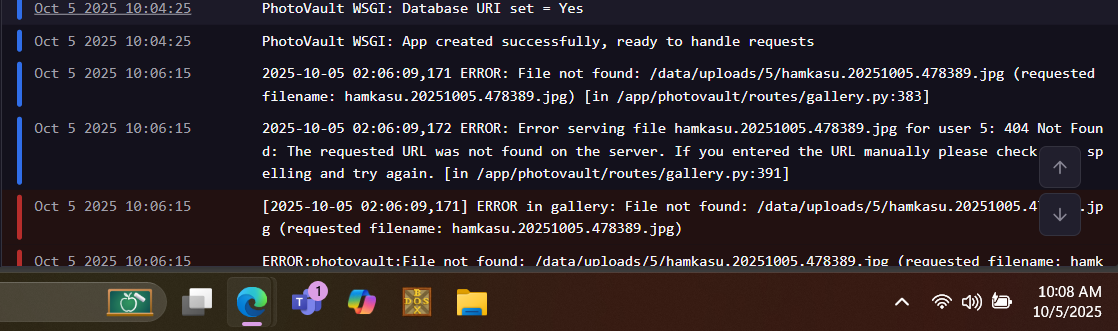 Oct 5 2025 10:04:25 PhotoVault WSGI: Database URI set = Yes
Oct 5 2025 10:04:25 PhotoVault WSGI: App created successfully, ready to handle requests
Oct 5 2025 10:06:15 2025-10-05 02:06:09,171 ERROR: File not found: /data/uploads/5/hamkasu.20251005.478389.jpg (requested
filename: hamkasu.20251005.478389.jpg) [in /app/photovault/routes/gallery.py:383]
Oct 5 2025 10:06:15 2025-10-05 02:06:09,172 ERROR: Error serving file hamkasu.20251005.478389.jpg for user 5: 404 Not Foun
d: The requested URL was not found on the server. If you entered the URL manually please check sp
elling and try again. [in /app/photovault/routes/gallery.py:391]
Oct 5 2025 10:06:15 [2025-10-05 02:06:09,171] ERROR in gallery: File not found: /data/uploads/5/hamkasu.20251005.4 .jp
g (requested filename: hamkasu.20251005.478389.jpg)
Oct 5 2025 10:06:15 ERROR:photovault:File not found: /data/uploads/5/hamkasu.20251005.478389.jpg (requested filename: hamk
1
DOS
BOX
10:08 AM
10/5/2025